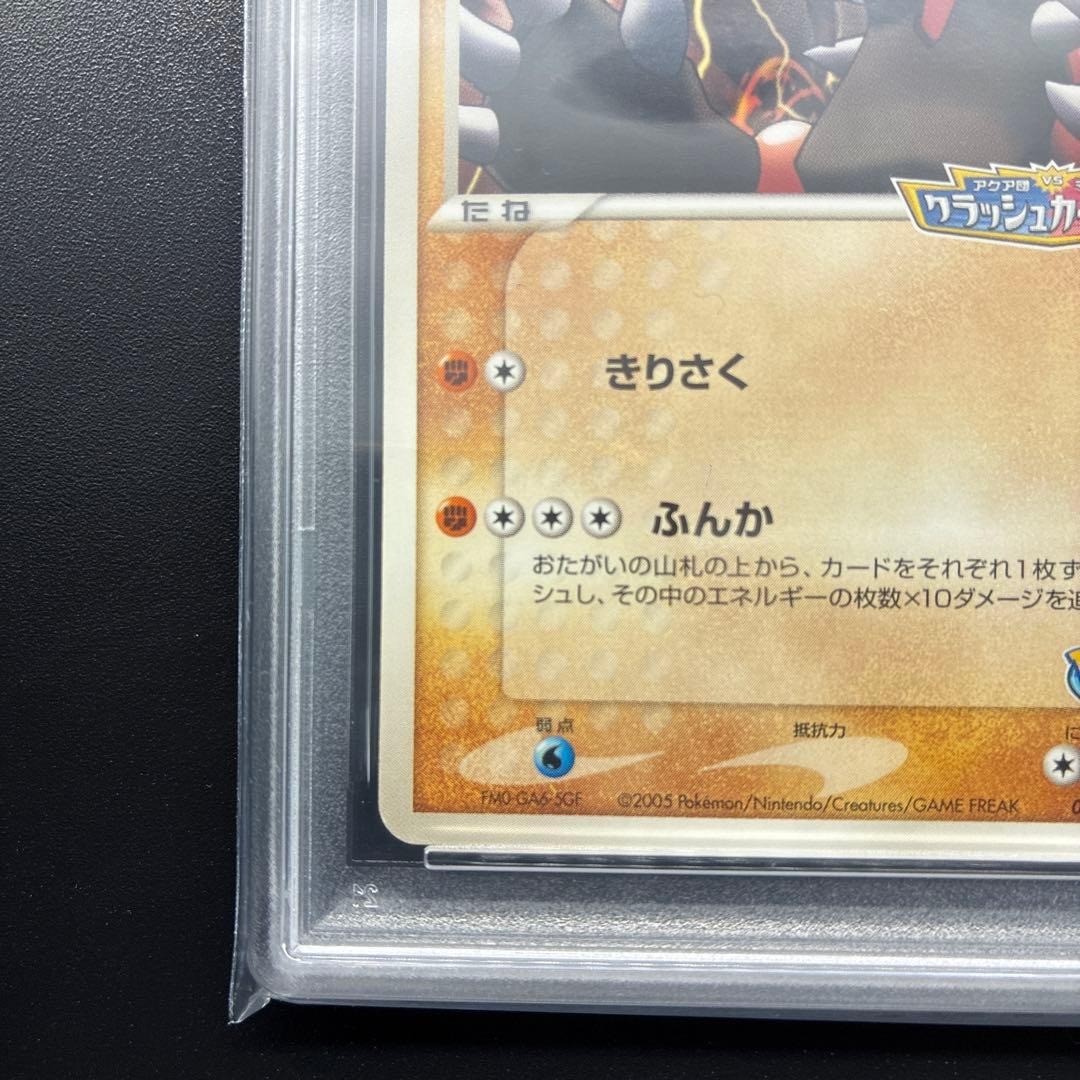 たね
アクア団 VS
クラッシュカ
きりさく
ふんか
おたがいの山札の上から、カードをそれぞれ1枚ず
シュし、その中のエネルギーの枚数×10ダメージを追
弱点
抵抗力
に
FM0-GA6-5GF
©2005 Pokémon/Nintendo/Creatures/GAME FREAK